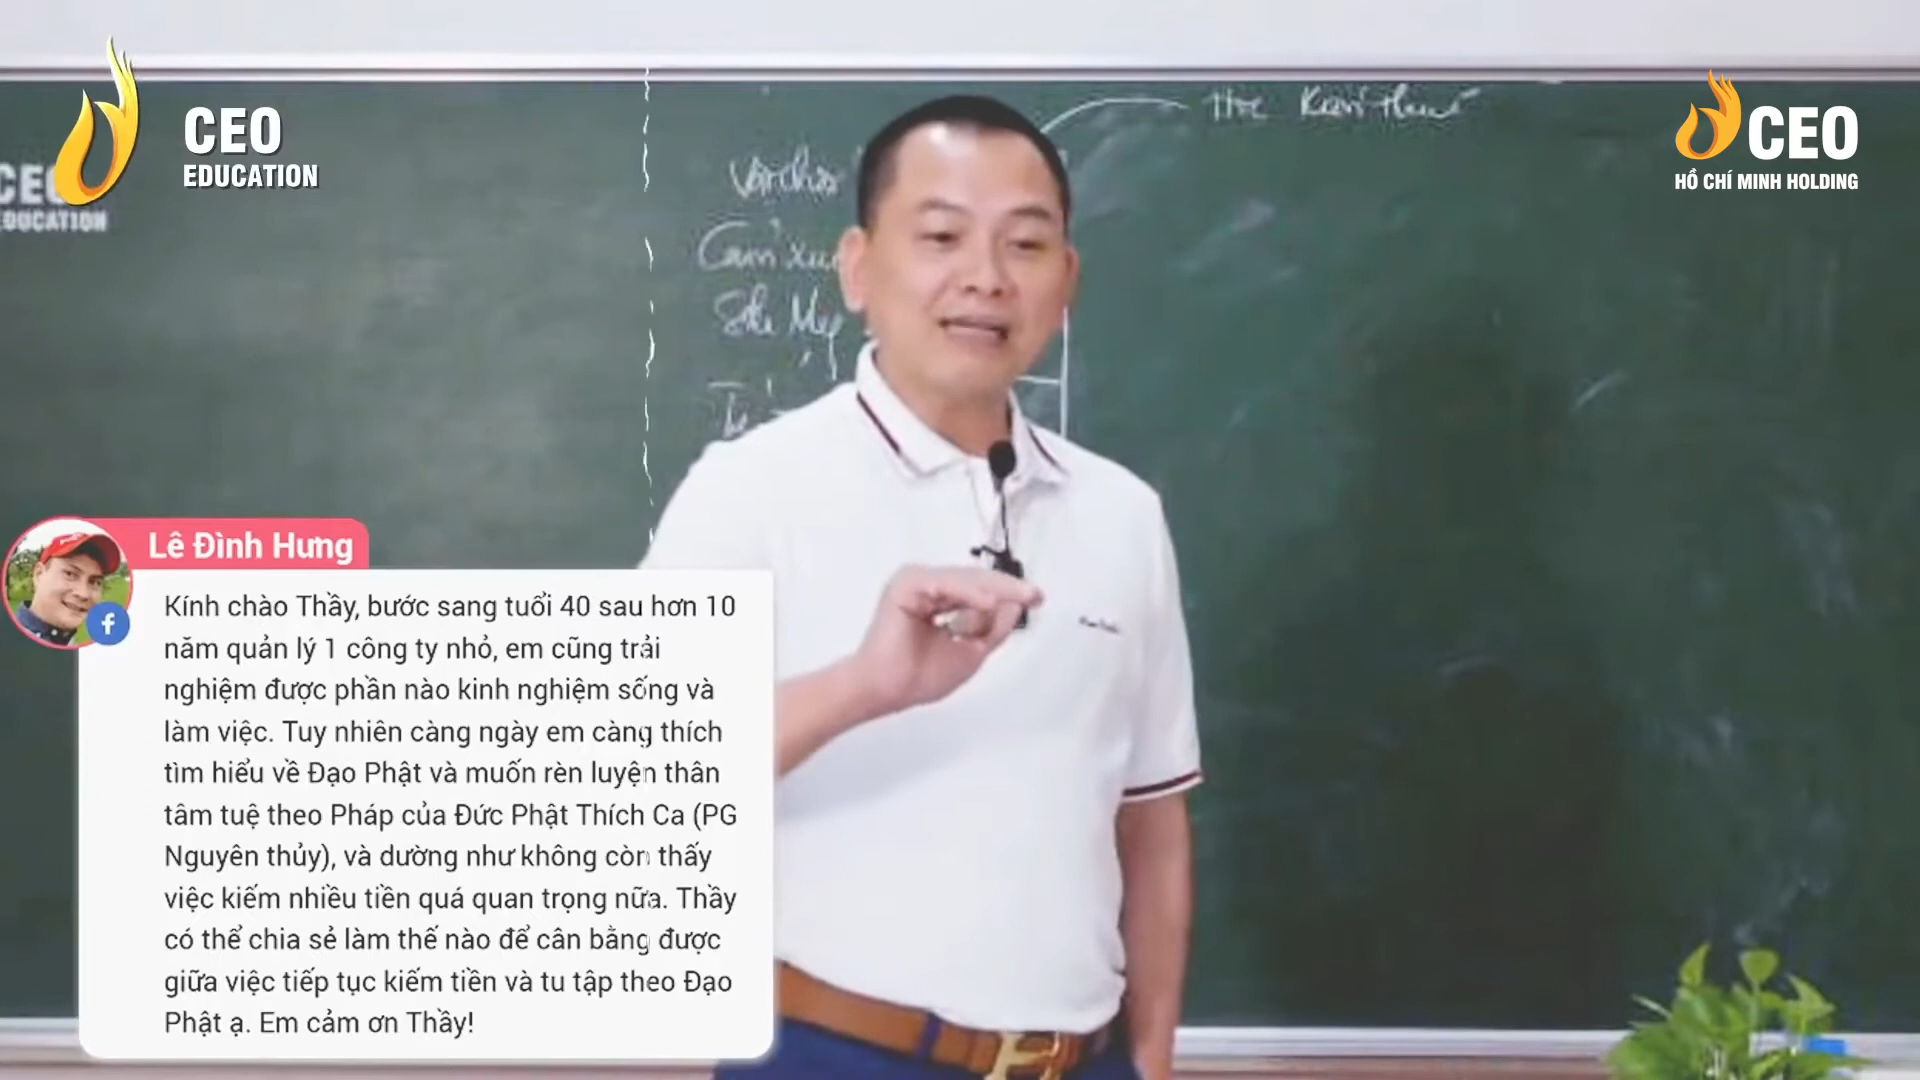 CEO
EDUCATION
CEO
HỒ CHÍ MINH HOLDING
CEO
EDUCATION
Cảm xúc
Lê Đình Hưng
Kính chào Thầy, bước sang tuổi 40 sau hơn 10
năm quản lý 1 công ty nhỏ, em cũng trải
nghiệm được phần nào kinh nghiệm sống và
làm việc. Tuy nhiên càng ngày em càng thích
tìm hiểu về Đạo Phật và muốn rèn luyện thân
tâm tuệ theo Pháp của Đức Phật Thích Ca (PG
Nguyên thủy), và dường như không còn thấy
việc kiếm nhiều tiền quá quan trọng nữa. Thầy
có thể chia sẻ làm thế nào để cân bằng được
giữa việc tiếp tục kiếm tiền và tu tập theo Đạo
Phật ạ. Em cảm ơn Thầy!